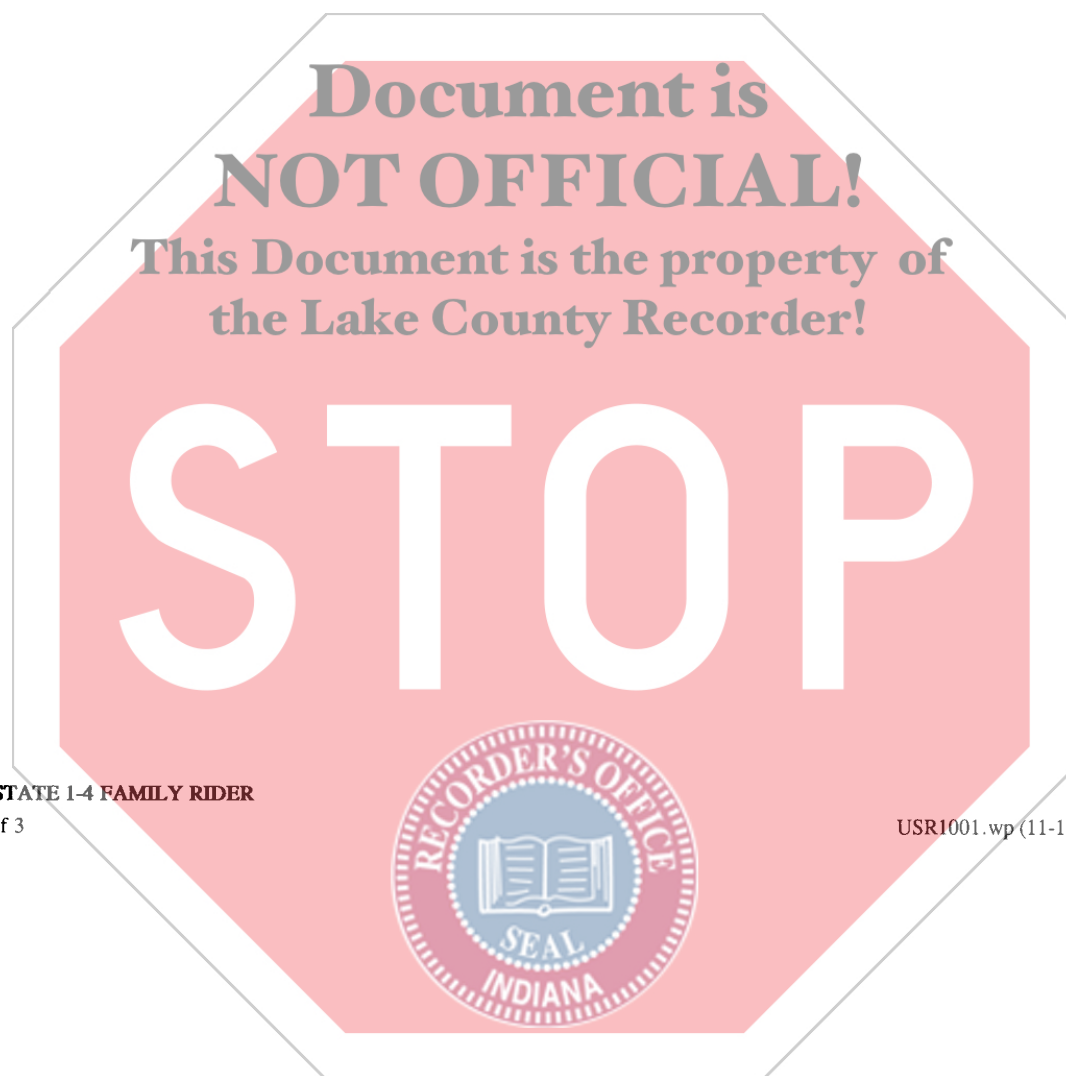 Document is
NOT OFFICIAL!
This Document is the property of
the Lake County Recorder!
STOP
STATE 1-4 FAMILY RIDER
f 3
USR1001.wp (11-1
RECORDER'S OFFICE
SEAL
INDIANA